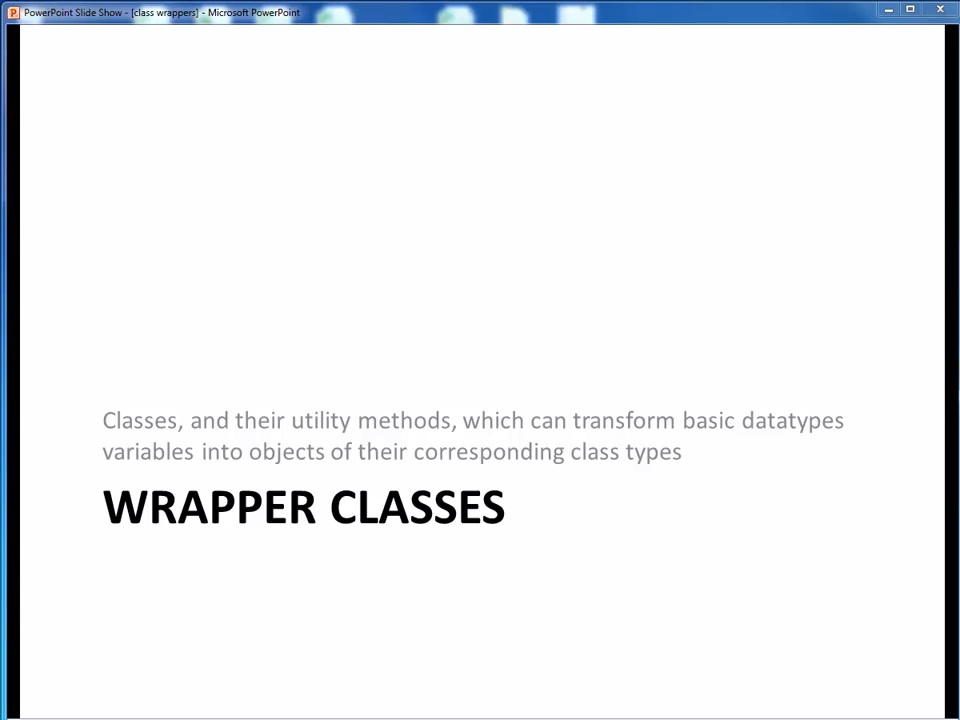 PowerPoint Slide Show - [class wrappers] - Microsoft PowerPoint
Classes, and their utility methods, which can transform basic datatypes
variables into objects of their corresponding class types
WRAPPER CLASSES